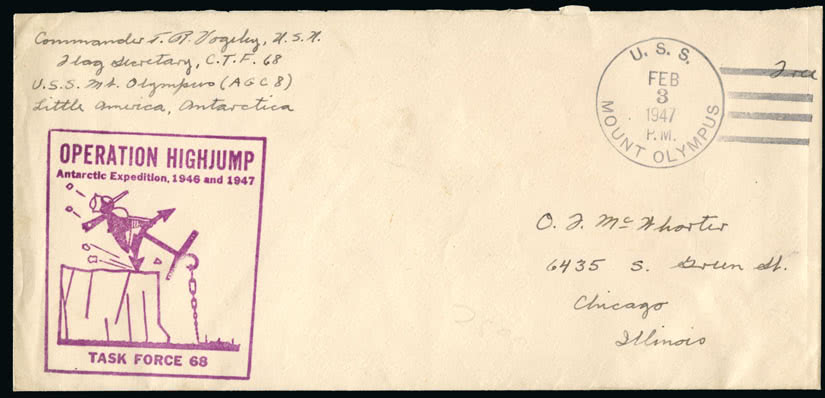 Commander T. R. Vogeley, U.S.N.
Flag Secretary, C.T.F. 68
U.S.S. Mt. Olympus (AGC 8)
Little America, Antarctica
U. S. S.
FEB
3
1947
P.M.
MOUNT OLYMPUS
Free
OPERATION HIGHJUMP
Antarctic Expedition, 1946 and 1947
TASK FORCE 68
O. F. McWhorter
6435 S. Green St.
Chicago
Illinois